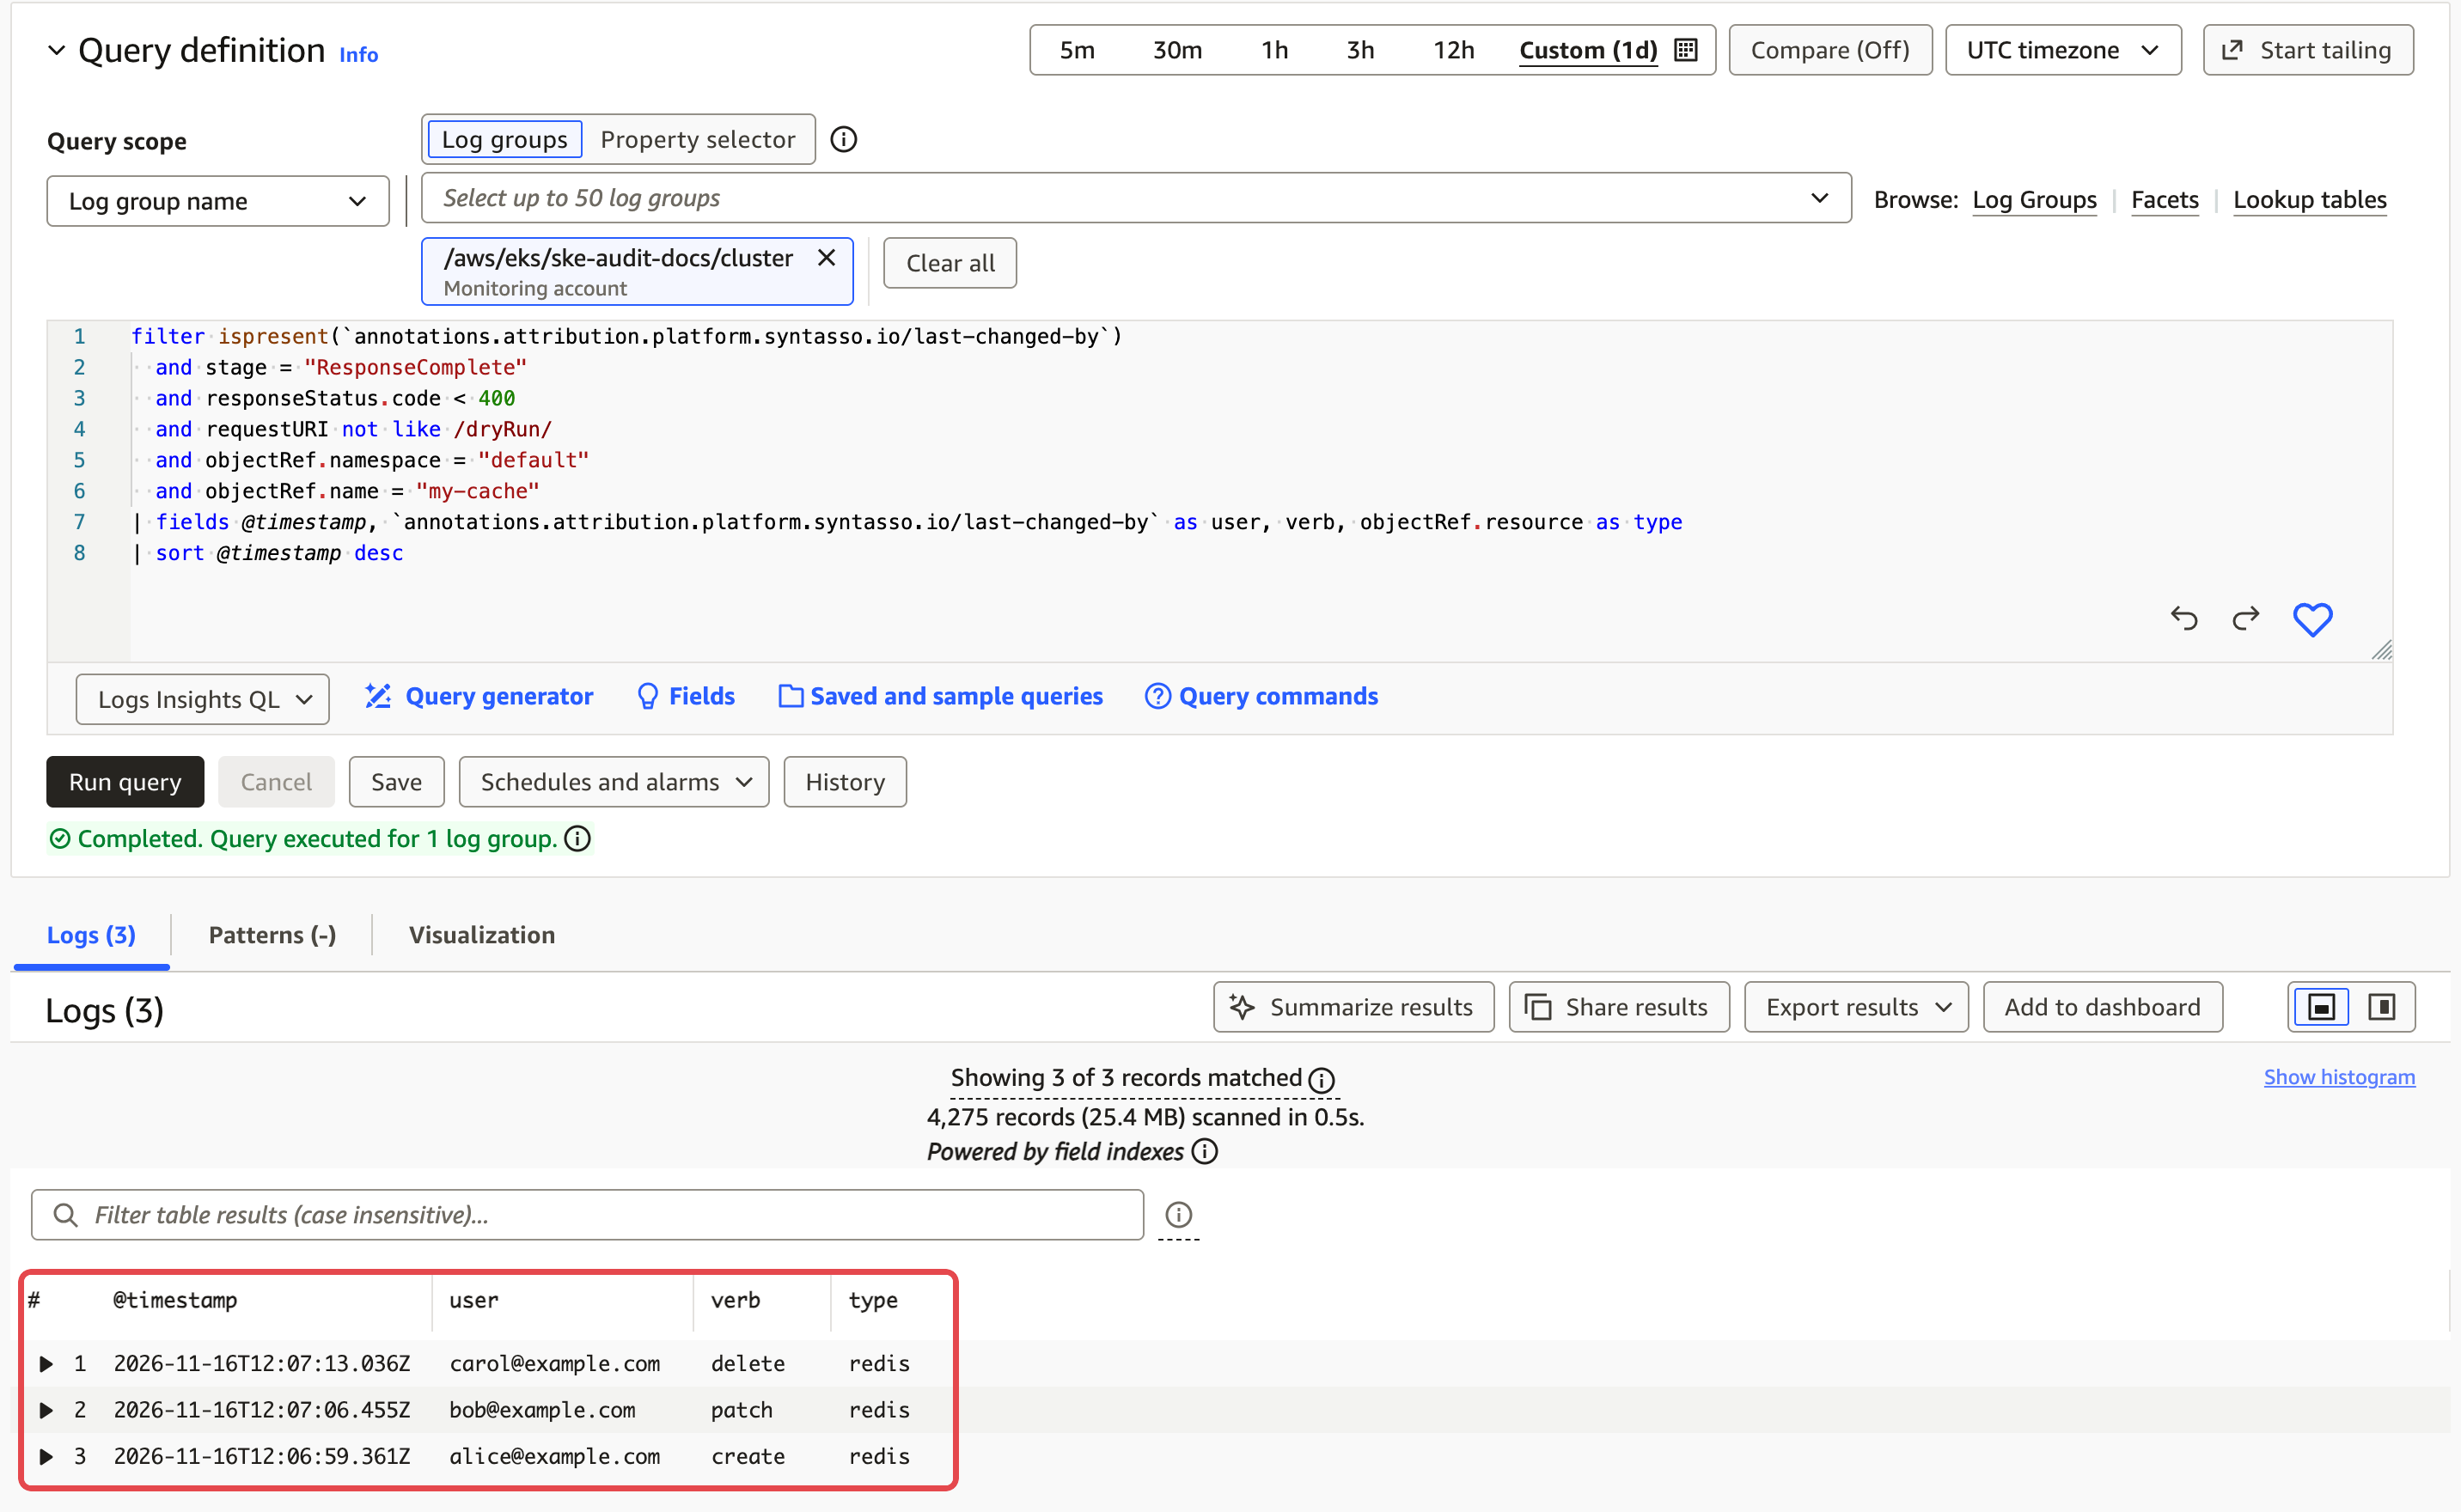 Query definition Info
5m 30m 1h 3h 12h Custom (1d) Compare (Off) UTC timezone Start tailing
Query scope
Log groups Property selector
Log group name
Select up to 50 log groups
Browse: Log Groups | Facets | Lookup tables
/aws/eks/ske-audit-docs/cluster
Monitoring account
Clear all
1 filter ispresent(`annotations.attribution.platform.syntasso.io/last-changed-by`)
2 and stage = "ResponseComplete"
3 and responseStatus.code < 400
4 and requestURI not like /dryRun/
5 and objectRef.namespace = "default"
6 and objectRef.name = "my-cache"
7 | fields @timestamp, `annotations.attribution.platform.syntasso.io/last-changed-by` as user, verb, objectRef.resource as type
8 | sort @timestamp desc
Logs Insights QL Query generator Fields Saved and sample queries Query commands
Run query Cancel Save Schedules and alarms History
Completed. Query executed for 1 log group.
Logs (3) Patterns (-) Visualization
Logs (3)
Summarize results Share results Export results Add to dashboard
Showing 3 of 3 records matched
Show histogram
4,275 records (25.4 MB) scanned in 0.5s.
Powered by field indexes
Filter table results (case insensitive)...
# @timestamp user verb type
1 2026-11-16T12:07:13.036Z carol@example.com delete redis
2 2026-11-16T12:07:06.455Z bob@example.com patch redis
3 2026-11-16T12:06:59.361Z alice@example.com create redis